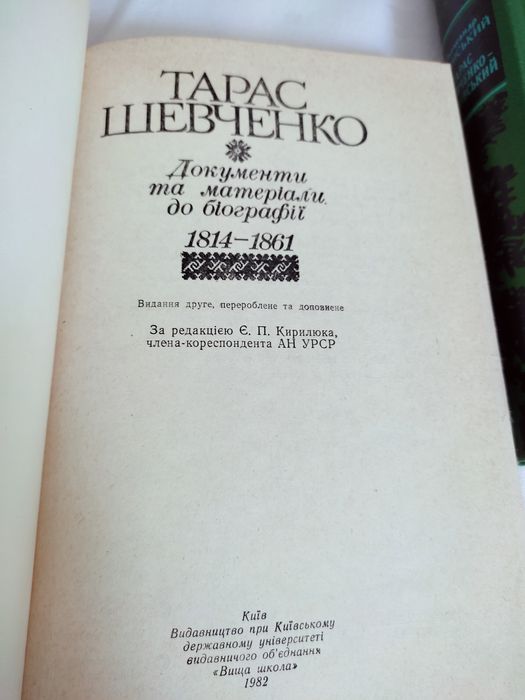 ТАРАС
ШЕВЧЕНКО
Документи
та матеріали
до біографії
1814–1861
Видання друге, перероблене та доповнене
За редакцією Є. П. Кирилюка,
члена-кореспондента АН УРСР
Київ
Видавництво при Київському
державному університеті
видавничого об'єднання
«Вища школа»
1982